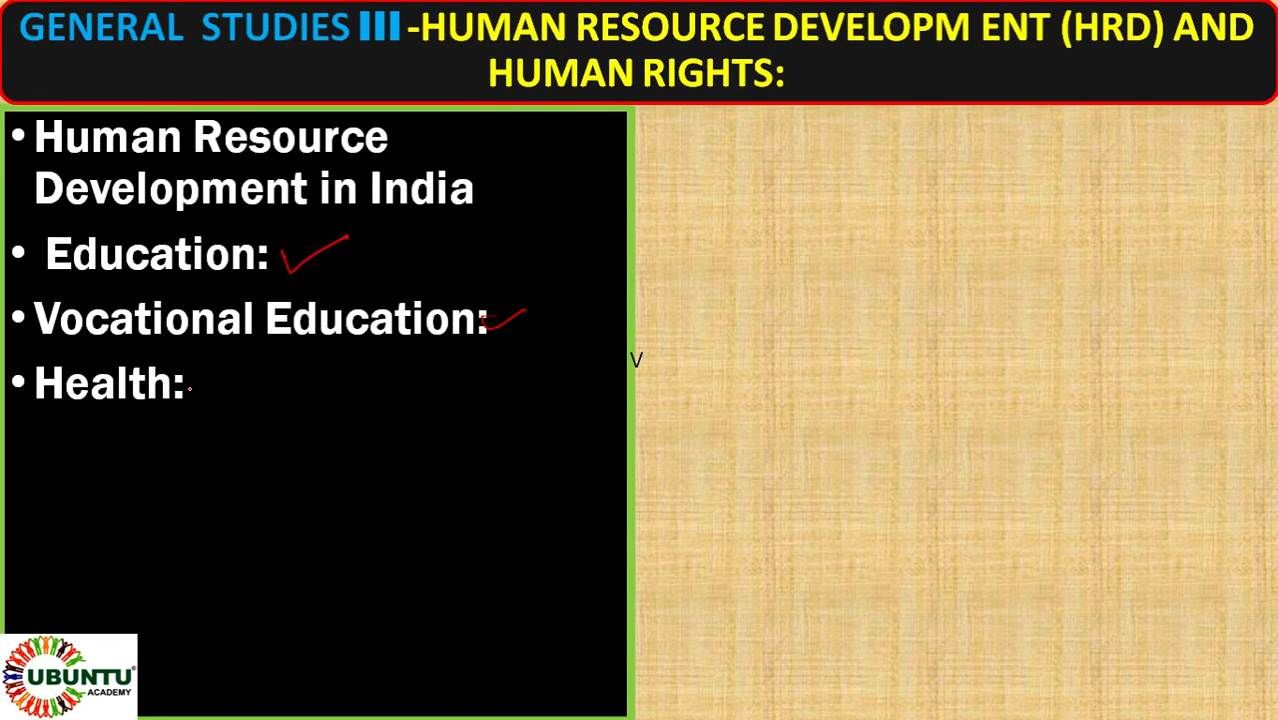 GENERAL STUDIES III -HUMAN RESOURCE DEVELOPM ENT (HRD) AND
HUMAN RIGHTS:
• Human Resource
Development in India
• Education:
• Vocational Education:
• Health:
V
UBUNTU
ACADEMY